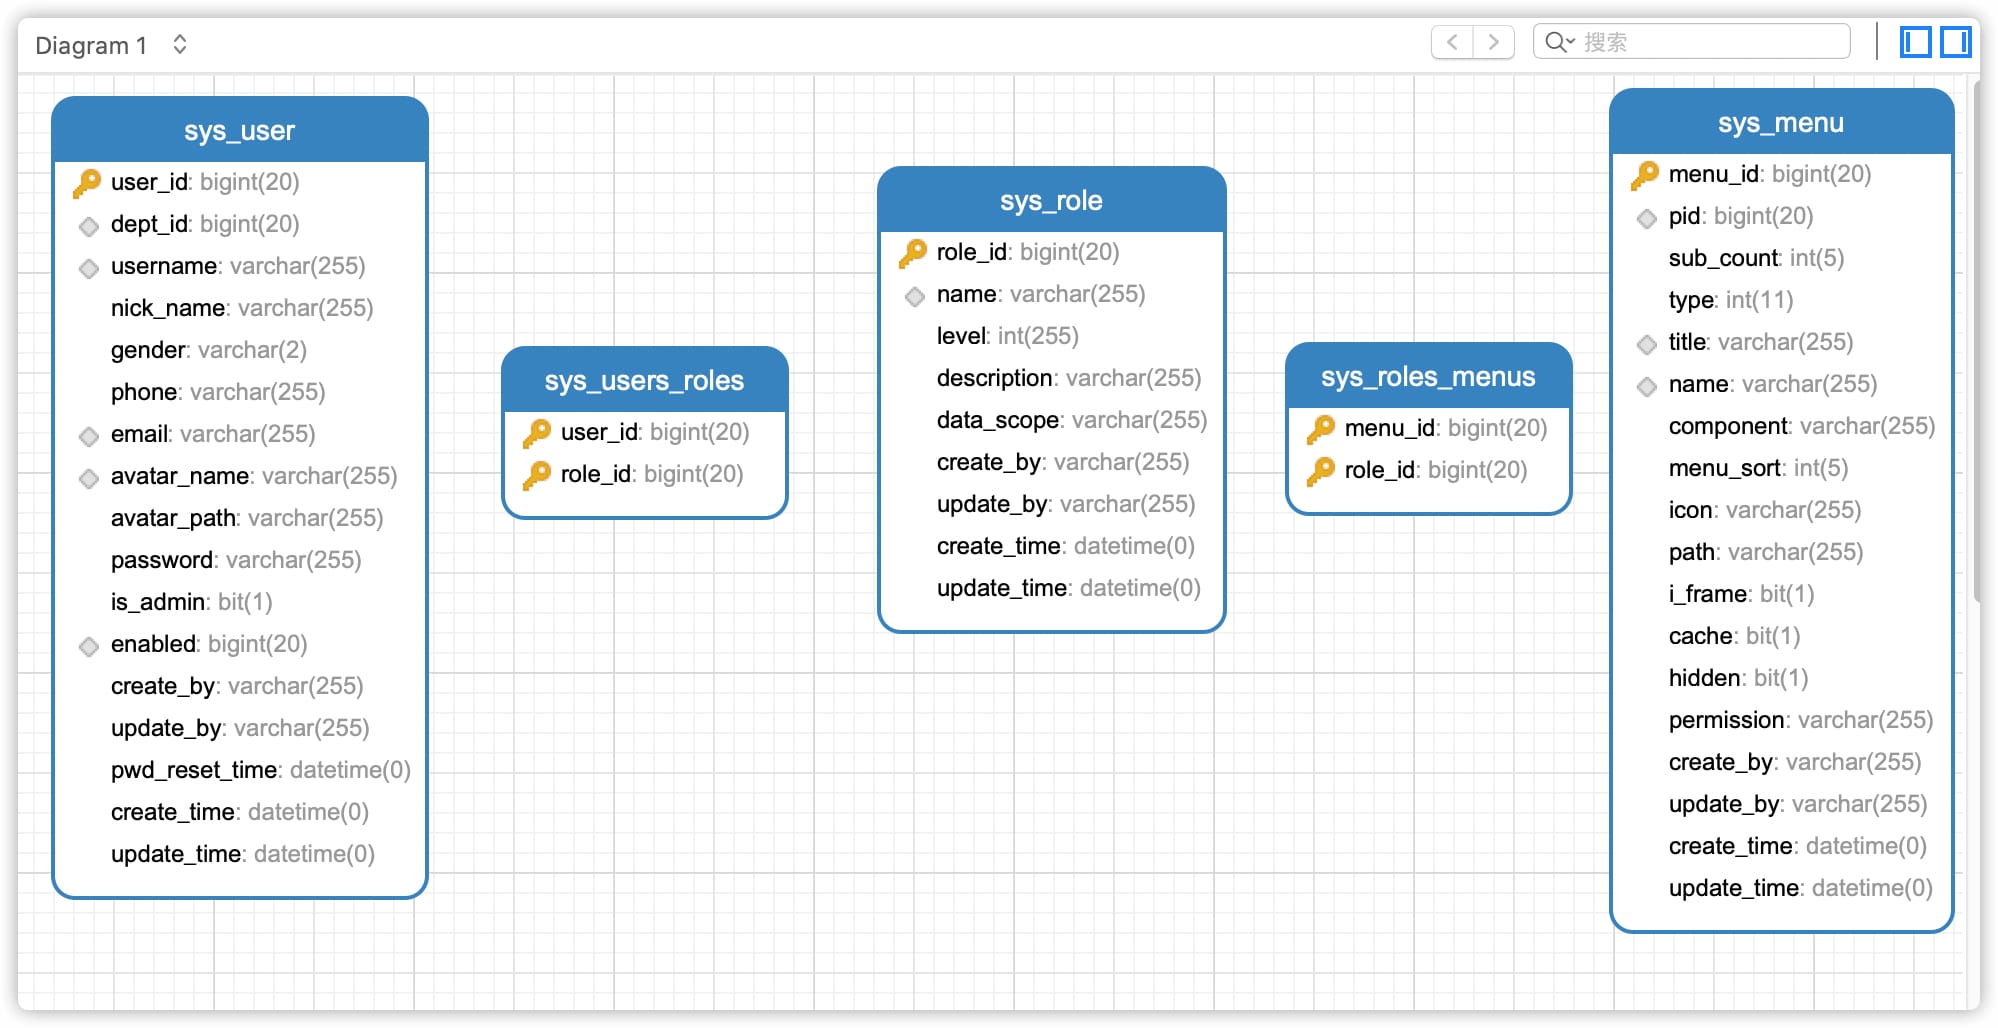 Diagram 1
搜索
sys_user
user_id: bigint(20)
dept_id: bigint(20)
username: varchar(255)
nick_name: varchar(255)
gender: varchar(2)
phone: varchar(255)
email: varchar(255)
avatar_name: varchar(255)
avatar_path: varchar(255)
password: varchar(255)
is_admin: bit(1)
enabled: bigint(20)
create_by: varchar(255)
update_by: varchar(255)
pwd_reset_time: datetime(0)
create_time: datetime(0)
update_time: datetime(0)
sys_users_roles
user_id: bigint(20)
role_id: bigint(20)
sys_role
role_id: bigint(20)
name: varchar(255)
level: int(255)
description: varchar(255)
data_scope: varchar(255)
create_by: varchar(255)
update_by: varchar(255)
create_time: datetime(0)
update_time: datetime(0)
sys_roles_menus
menu_id: bigint(20)
role_id: bigint(20)
sys_menu
menu_id: bigint(20)
pid: bigint(20)
sub_count: int(5)
type: int(11)
title: varchar(255)
name: varchar(255)
component: varchar(255)
menu_sort: int(5)
icon: varchar(255)
path: varchar(255)
i_frame: bit(1)
cache: bit(1)
hidden: bit(1)
permission: varchar(255)
create_by: varchar(255)
update_by: varchar(255)
create_time: datetime(0)
update_time: datetime(0)